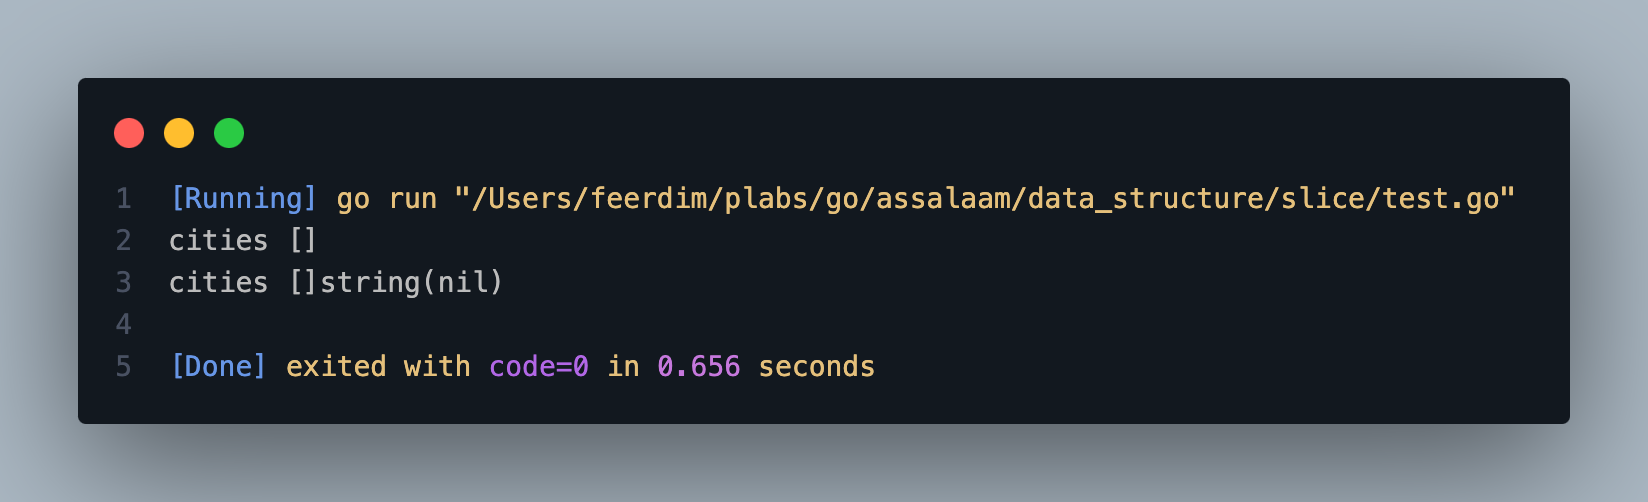 1 [Running] go run "/Users/feerdim/plabs/go/assalaam/data_structure/slice/test.go"
2 cities []
3 cities []string(nil)
4
5 [Done] exited with code=0 in 0.656 seconds